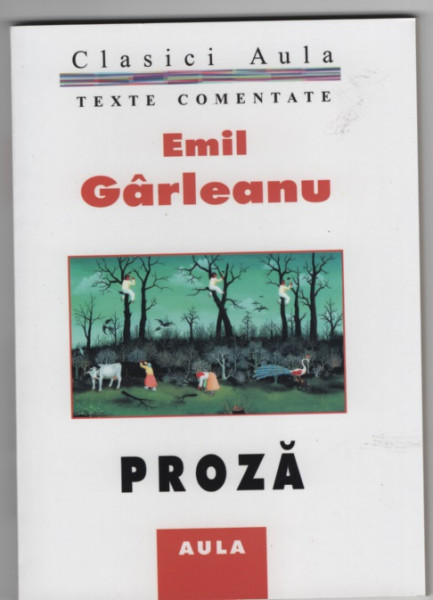 Clasici Aula
TEXTE COMENTATE
Emil
Gârleanu
PROZĂ
AULA